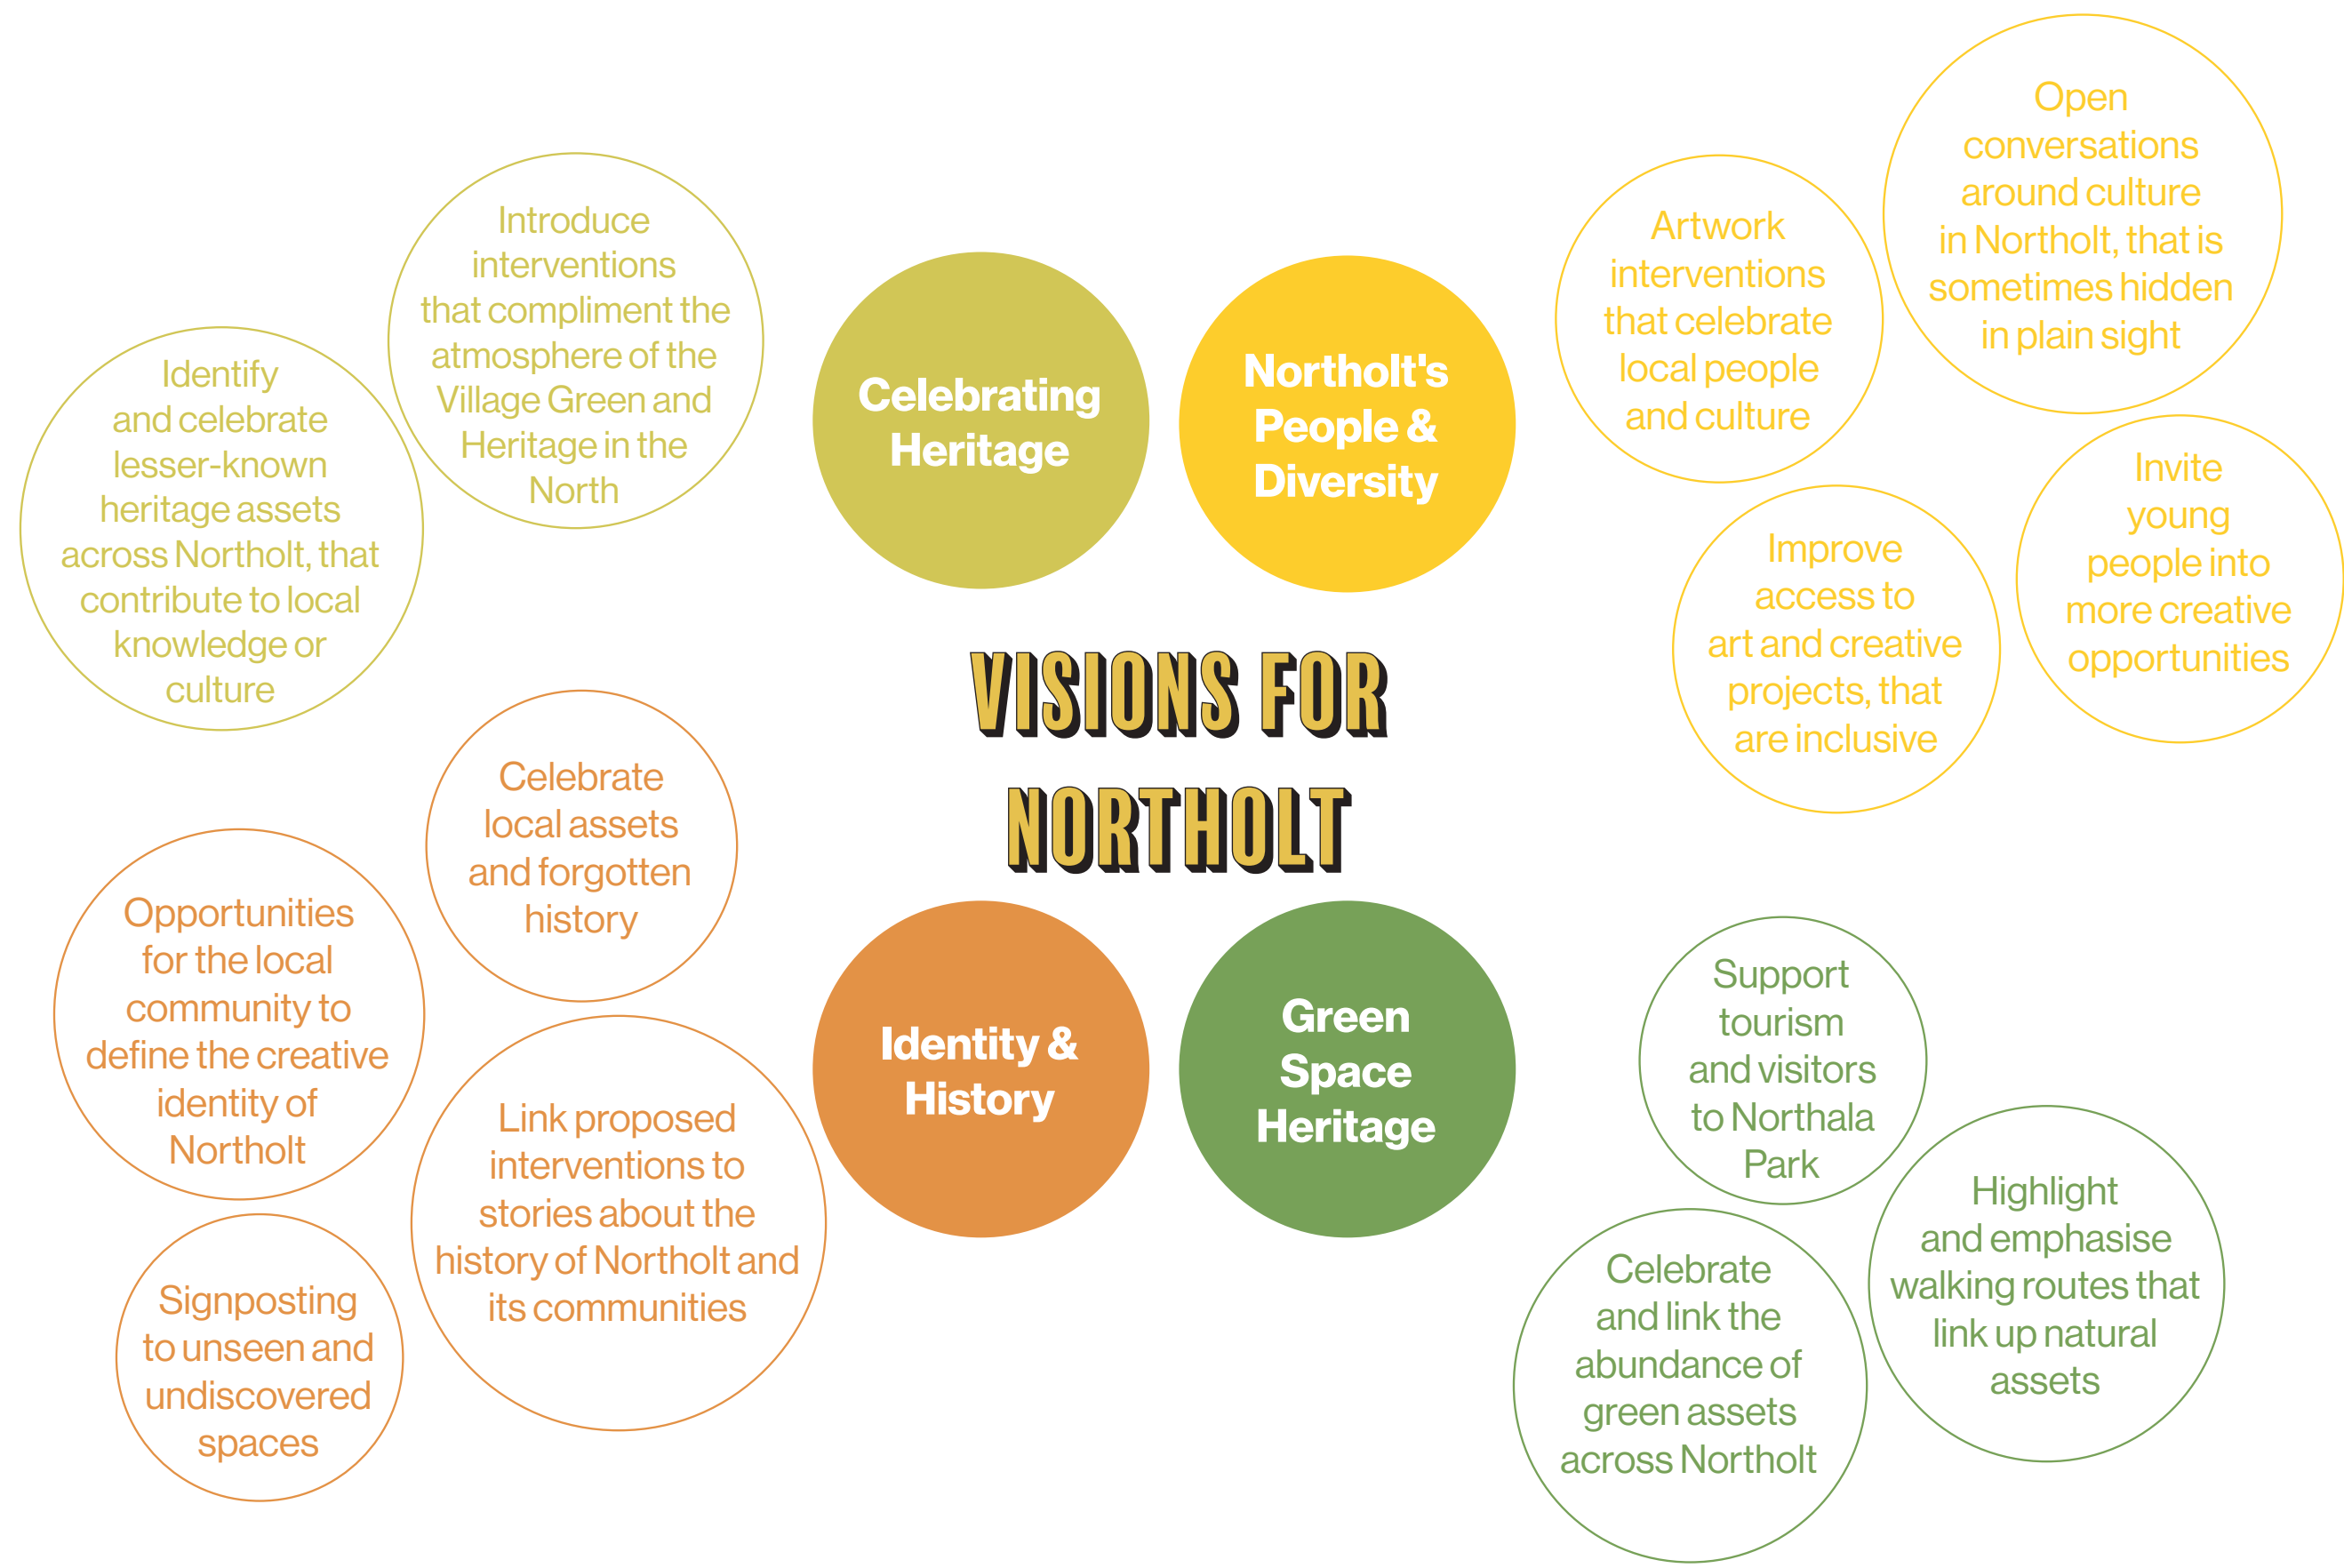 Identify
and celebrate
lesser-known
heritage assets
across Northolt, that
contribute to local
knowledge or
culture
Introduce
interventions
that compliment the
atmosphere of the
Village Green and
Heritage in the
North
Celebrating
Heritage
Northolt's
People &
Diversity
Artwork
interventions
that celebrate
local people
and culture
Open
conversations
around culture
in Northolt, that is
sometimes hidden
in plain sight
Improve
access to
art and creative
projects, that
are inclusive
Invite
young
people into
more creative
opportunities
VISIONS FOR
NORTHOLT
Celebrate
local assets
and forgotten
history
Opportunities
for the local
community to
define the creative
identity of
Northolt
Link proposed
interventions to
stories about the
history of Northolt and
its communities
Signposting
to unseen and
undiscovered
spaces
Identity &
History
Green
Space
Heritage
Support
tourism
and visitors
to Northala
Park
Highlight
and emphasise
walking routes that
link up natural
assets
Celebrate
and link the
abundance of
green assets
across Northolt